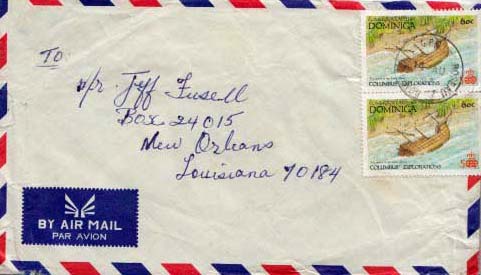 TO:
Jeff Fusell
Box 24015
New Orleans
Louisiana 70184
DOMINICA
60c
COLUMBUS' EXPLORATIONS
DOMINICA
60c
COLUMBUS' EXPLORATIONS
BY AIR MAIL
PAR AVION